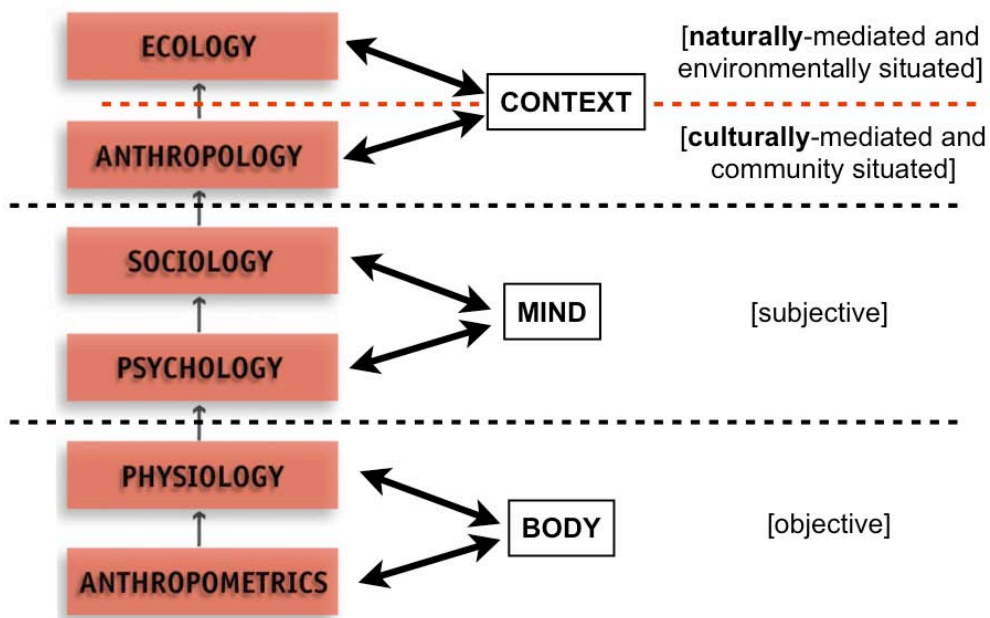 ECOLOGY
[naturally-mediated and
environmentally situated]
CONTEXT
ANTHROPOLOGY
[culturally-mediated and
community situated]
SOCIOLOGY
MIND
[subjective]
PSYCHOLOGY
PHYSIOLOGY
BODY
[objective]
ANTHROPOMETRICS